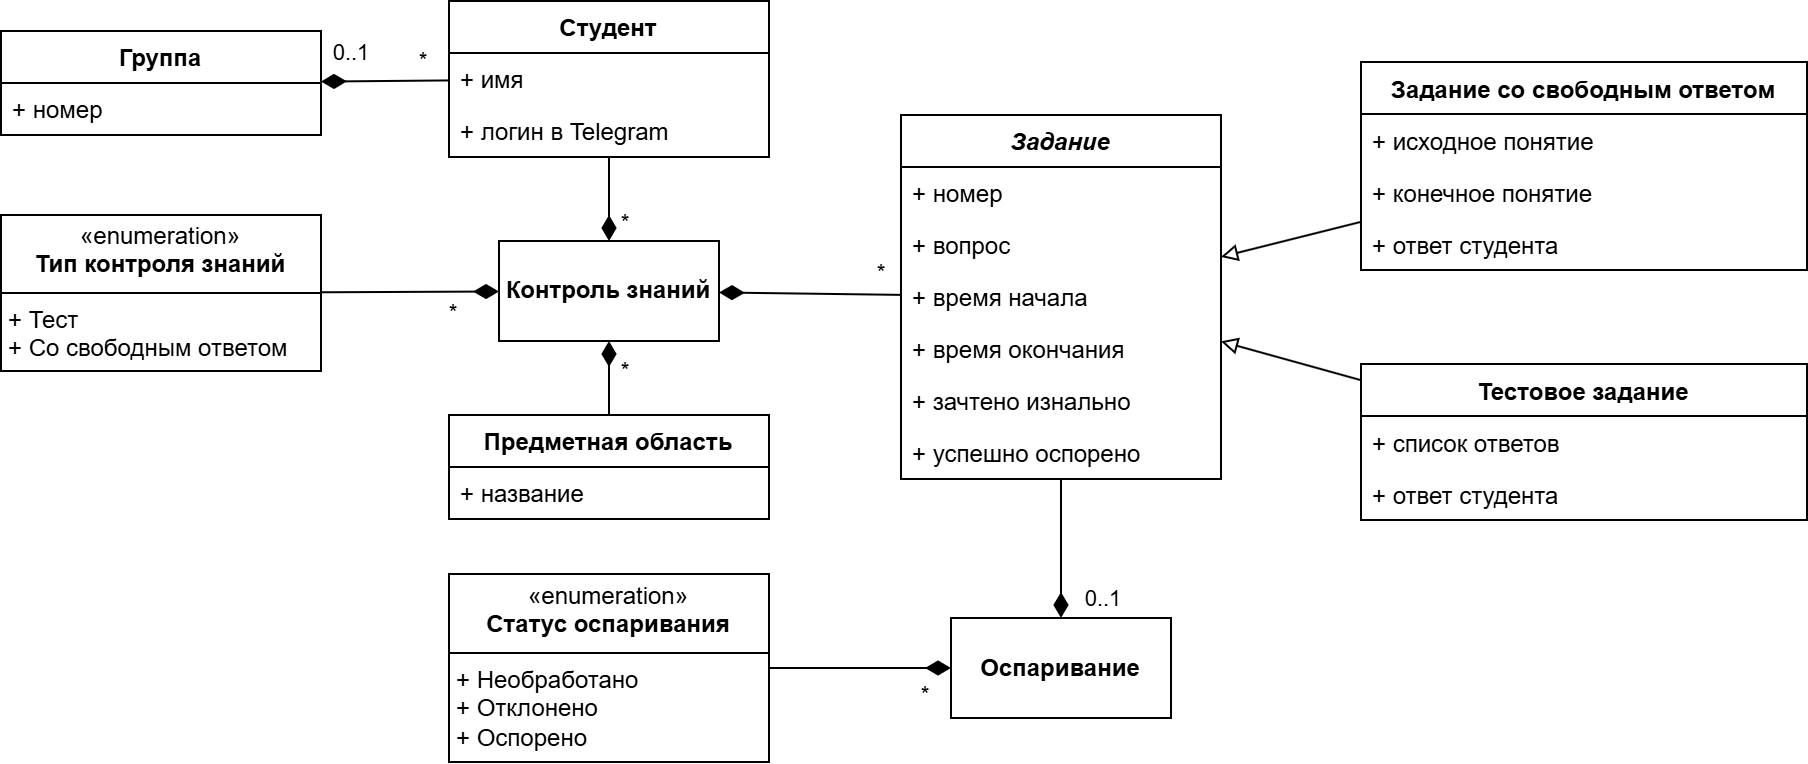 Группа
+ номер
0..1
*
Студент
+ имя
+ логин в Telegram
*
«enumeration»
Тип контроля знаний
+ Тест
+ Со свободным ответом
*
Контроль знаний
*
*
Предметная область
+ название
Задание
+ номер
+ вопрос
+ время начала
+ время окончания
+ зачтено изнально
+ успешно оспорено
Задание со свободным ответом
+ исходное понятие
+ конечное понятие
+ ответ студента
Тестовое задание
+ список ответов
+ ответ студента
«enumeration»
Статус оспаривания
+ Необработано
+ Отклонено
+ Оспорено
*
0..1
Оспаривание